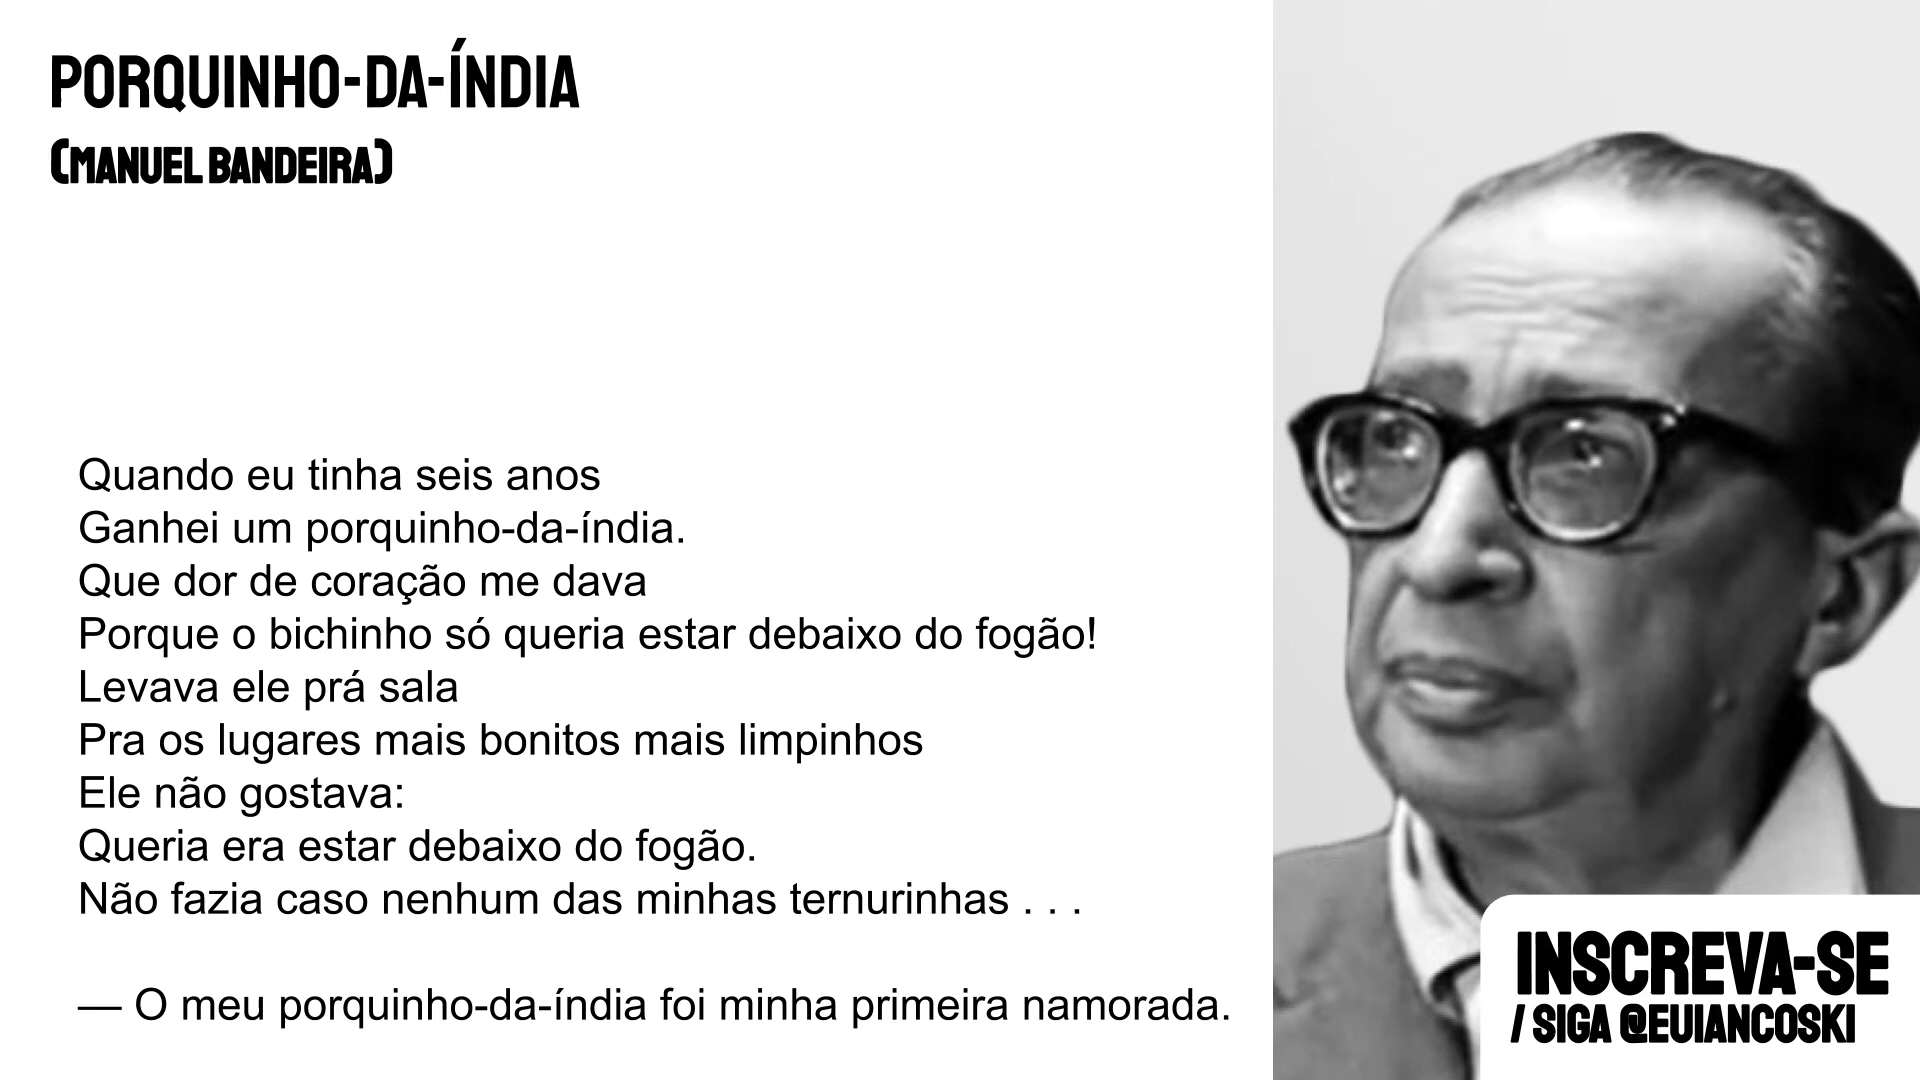 PORQUINHO-DA-ÍNDIA
(MANUEL BANDEIRA)
Quando eu tinha seis anos
Ganhei um porquinho-da-índia.
Que dor de coração me dava
Porque o bichinho só queria estar debaixo do fogão!
Levava ele prá sala
Pra os lugares mais bonitos mais limpinhos
Ele não gostava:
Queria era estar debaixo do fogão.
Não fazia caso nenhum das minhas ternurinhas . . .
— O meu porquinho-da-índia foi minha primeira namorada.
INSCREVA-SE
/ SIGA @EUIANCOSKI